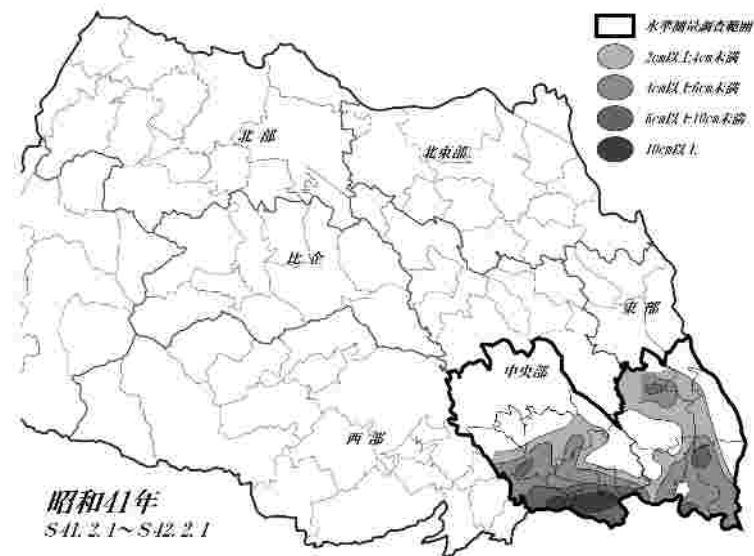 水準測量調査範囲
2cm以上4cm未満
4cm以上6cm未満
6cm以上10cm未満
10cm以上
北部
北東部
比企
東部
中央部
西部
昭和41年
S41.2.1～S42.2.1